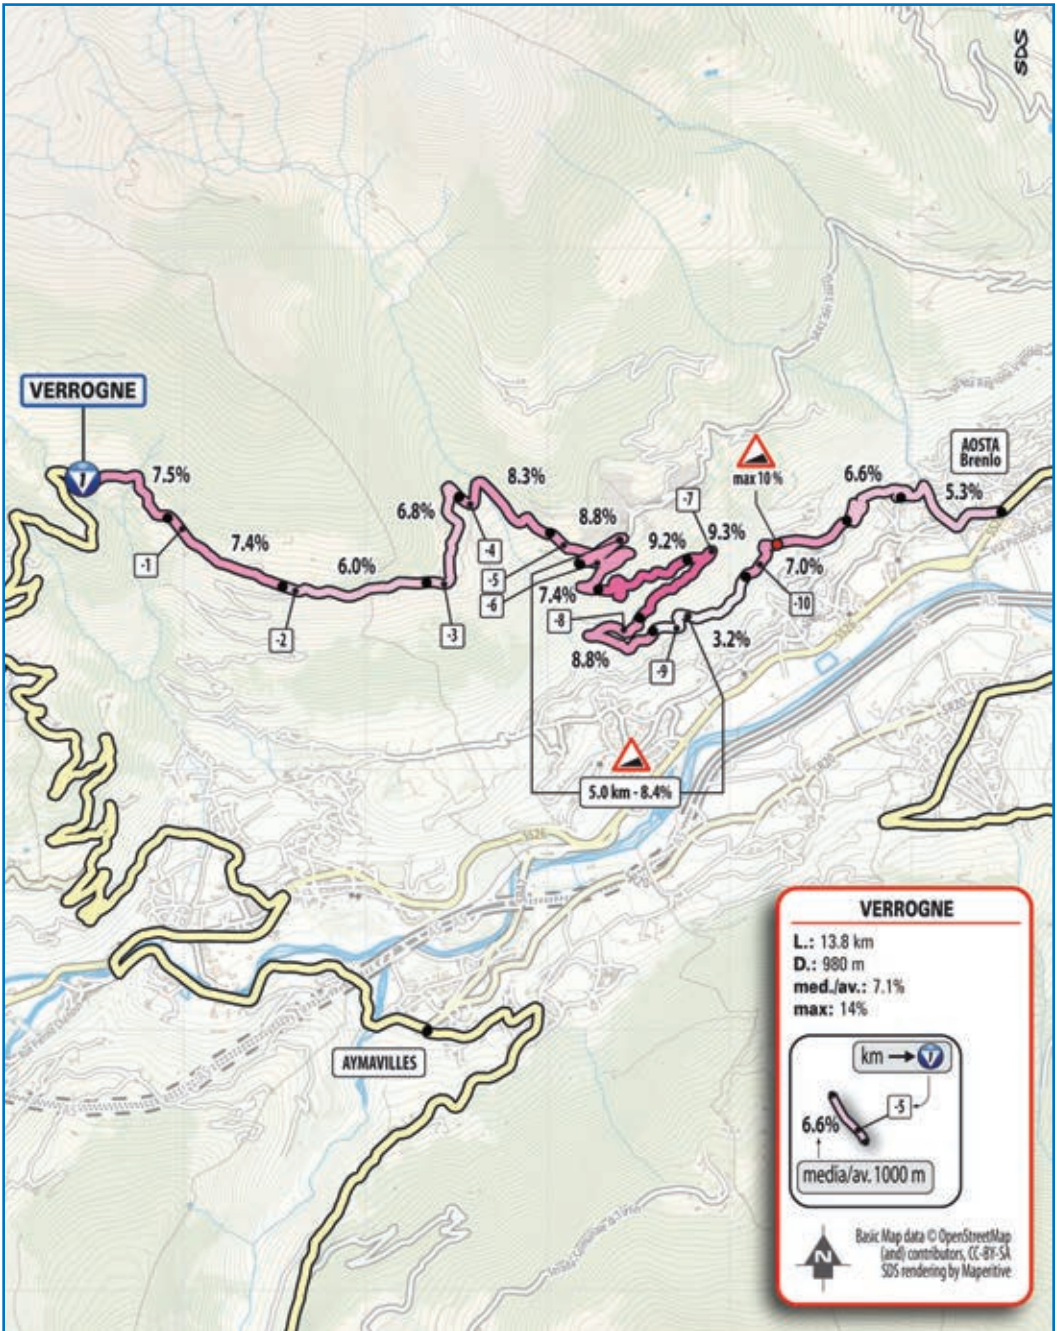 SDS
VERROGNE
AOSTA
Brenlo
7.5%
8.3%
6.6%
5.3%
max 10 %
-7
6.8%
-4
8.8%
9.2%
9.3%
-1
7.4%
6.0%
-5
-6
7.4%
7.0%
-10
-8
-2
-3
8.8%
-9
3.2%
5.0 km - 8.4%
SS26
AYMAVILLES
VERROGNE
L.: 13.8 km
D.: 980 m
med./av.: 7.1%
max: 14%
km
-5
6.6%
media/av. 1000 m
N
Basic Map data © OpenStreetMap
(and) contributors, CC-BY-SA
SDS rendering by Maperitive